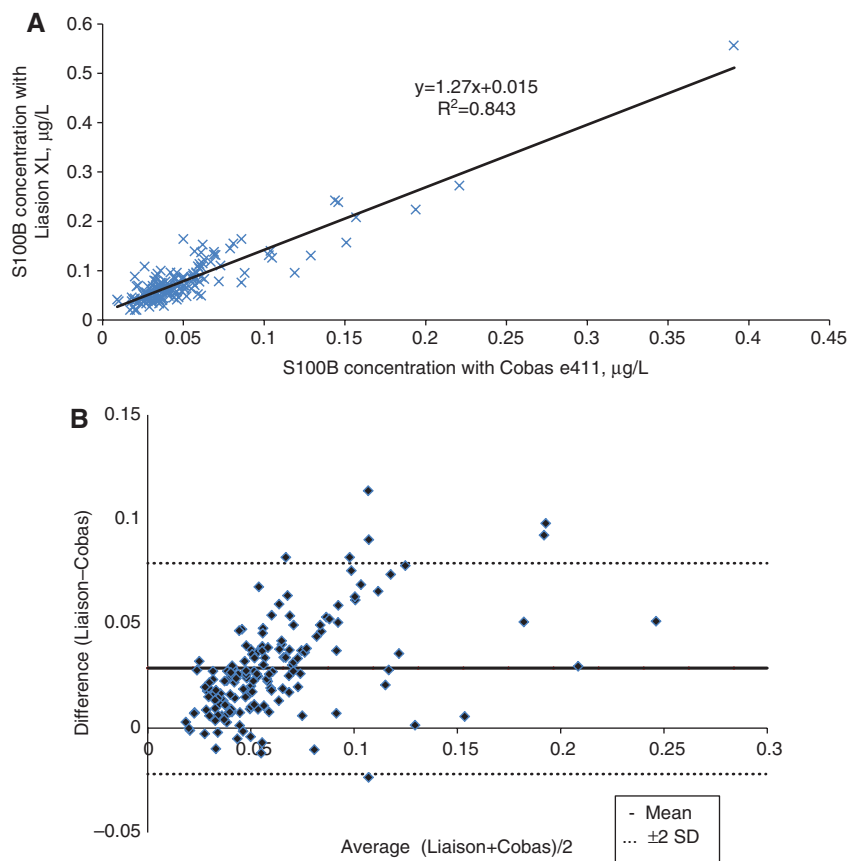 A
S100B concentration with
Liasion XL, µg/L
0.6
0.5
0.4
0.3
0.2
0.1
0
y=1.27x+0.015
R²=0.843
0.05
0.1
0.15
0.2
0.25
0.3
0.35
0.4
0.45
S100B concentration with Cobas e411, µg/L
B
Difference (Liaison–Cobas)
0.15
0.1
0.05
0
−0.05
0
0.05
0.1
0.15
0.2
0.25
0.3
Average (Liaison+Cobas)/2
- Mean
... ±2 SD